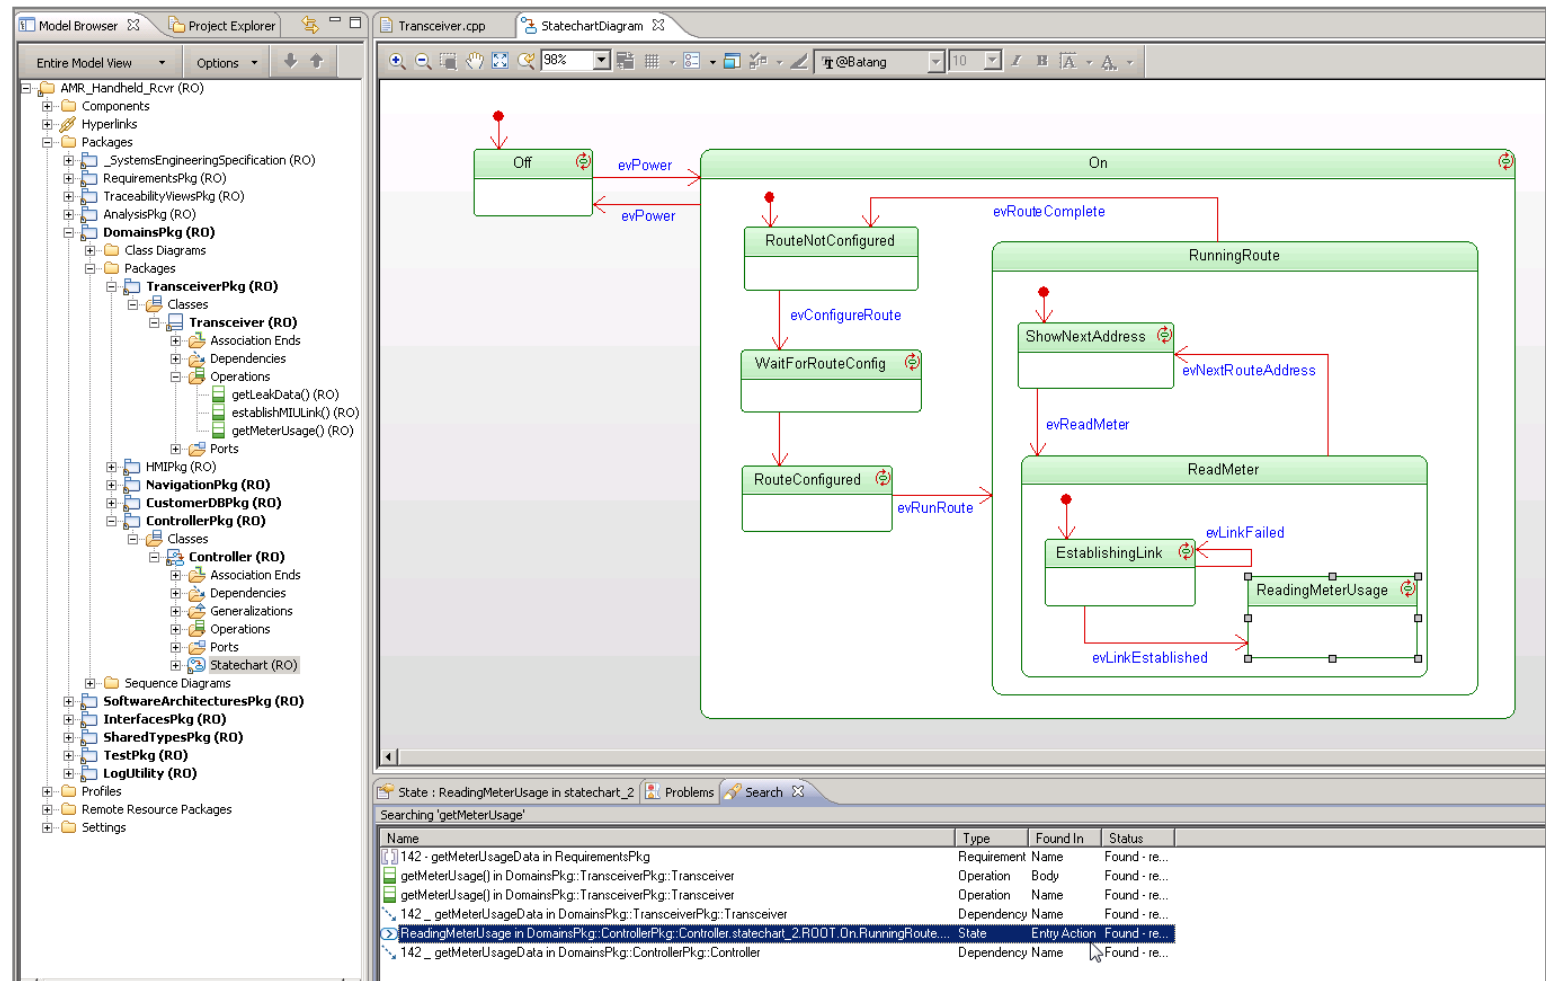 Model Browser
Project Explorer
Transceiver.cpp
StatechartDiagram
Entire Model View
Options
98%
@Batang
10
I
B
A
A
AMR_Handheld_Rcvr (RO)
Components
Hyperlinks
Packages
_SystemsEngineeringSpecification (RO)
RequirementsPkg (RO)
TraceabilityViewsPkg (RO)
AnalysisPkg (RO)
DomainsPkg (RO)
Class Diagrams
Packages
TransceiverPkg (RO)
Classes
Transceiver (RO)
Association Ends
Dependencies
Operations
getLeakData() (RO)
establishMIULink() (RO)
getMeterUsage() (RO)
Ports
HMIPkg (RO)
NavigationPkg (RO)
CustomerDBPkg (RO)
ControllerPkg (RO)
Classes
Controller (RO)
Association Ends
Dependencies
Generalizations
Operations
Ports
Statechart (RO)
Sequence Diagrams
SoftwareArchitecturesPkg (RO)
InterfacesPkg (RO)
SharedTypesPkg (RO)
TestPkg (RO)
LogUtility (RO)
Profiles
Remote Resource Packages
Settings
Off
evPower
evPower
On
RouteNotConfigured
evRouteComplete
RunningRoute
evConfigureRoute
ShowNextAddress
WaitForRouteConfig
evNextRouteAddress
evReadMeter
ReadMeter
RouteConfigured
evRunRoute
evLinkFailed
EstablishingLink
ReadingMeterUsage
evLinkEstablished
State : ReadingMeterUsage in statechart_2
Problems
Search
Searching 'getMeterUsage'
Name Type Found In Status
142 - getMeterUsageData in RequirementsPkg Requirement Name Found - re...
getMeterUsage() in DomainsPkg::TransceiverPkg::Transceiver Operation Body Found - re...
getMeterUsage() in DomainsPkg::TransceiverPkg::Transceiver Operation Name Found - re...
142 _ getMeterUsageData in DomainsPkg::TransceiverPkg::Transceiver Dependency Name Found - re...
ReadingMeterUsage in DomainsPkg::ControllerPkg::Controller.statechart_2.ROOT.On.RunningRoute.... State Entry Action Found - re...
142 _ getMeterUsageData in DomainsPkg::ControllerPkg::Controller Dependency Name Found - re...